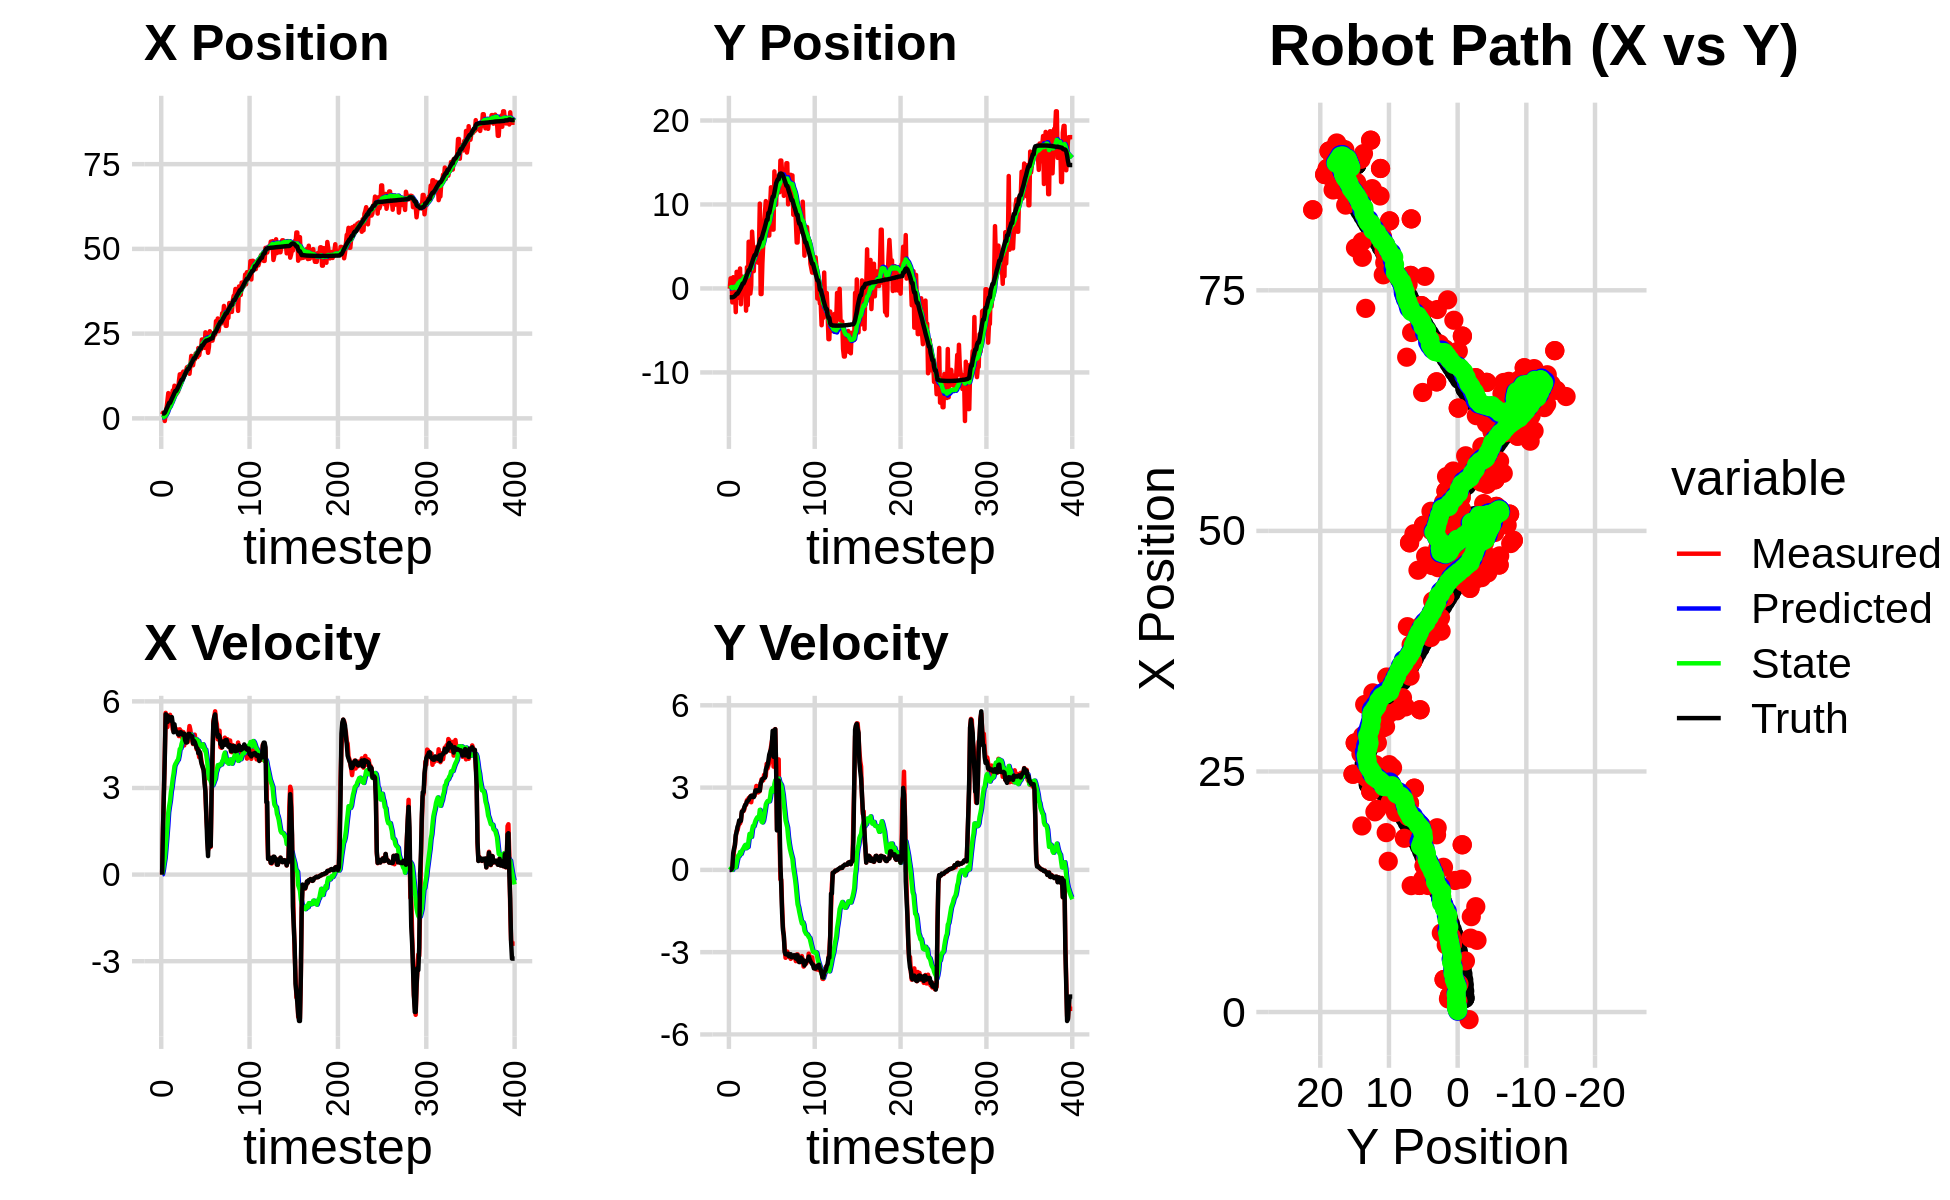 X Position
75
50
25
0
0
100
200
300
400
timestep
Y Position
20
10
0
-10
0
100
200
300
400
timestep
X Velocity
6
3
0
-3
0
100
200
300
400
timestep
Y Velocity
6
3
0
-3
-6
0
100
200
300
400
timestep
Robot Path (X vs Y)
X Position
75
50
25
0
20 10 0 -10 -20
Y Position
variable
Measured
Predicted
State
Truth